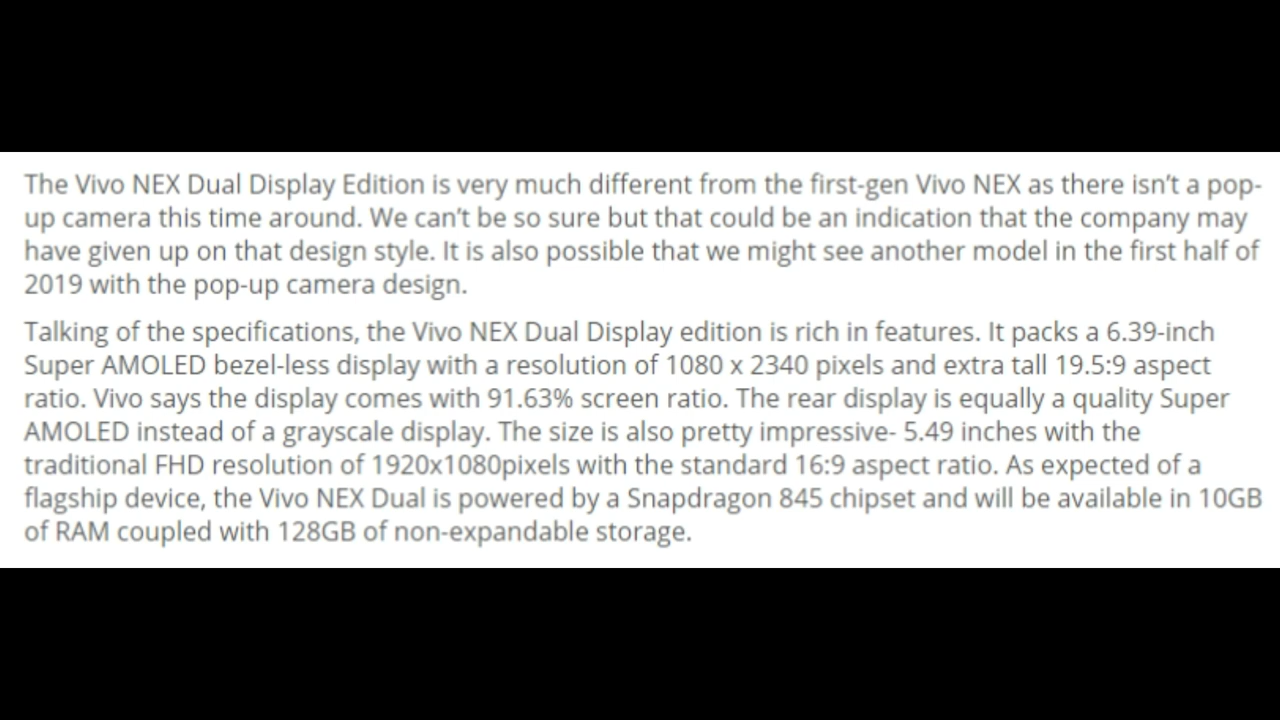 The Vivo NEX Dual Display Edition is very much different from the first-gen Vivo NEX as there isn’t a pop-
up camera this time around. We can’t be so sure but that could be an indication that the company may
have given up on that design style. It is also possible that we might see another model in the first half of
2019 with the pop-up camera design.
Talking of the specifications, the Vivo NEX Dual Display edition is rich in features. It packs a 6.39-inch
Super AMOLED bezel-less display with a resolution of 1080 x 2340 pixels and extra tall 19.5:9 aspect
ratio. Vivo says the display comes with 91.63% screen ratio. The rear display is equally a quality Super
AMOLED instead of a grayscale display. The size is also pretty impressive- 5.49 inches with the
traditional FHD resolution of 1920x1080pixels with the standard 16:9 aspect ratio. As expected of a
flagship device, the Vivo NEX Dual is powered by a Snapdragon 845 chipset and will be available in 10GB
of RAM coupled with 128GB of non-expandable storage.